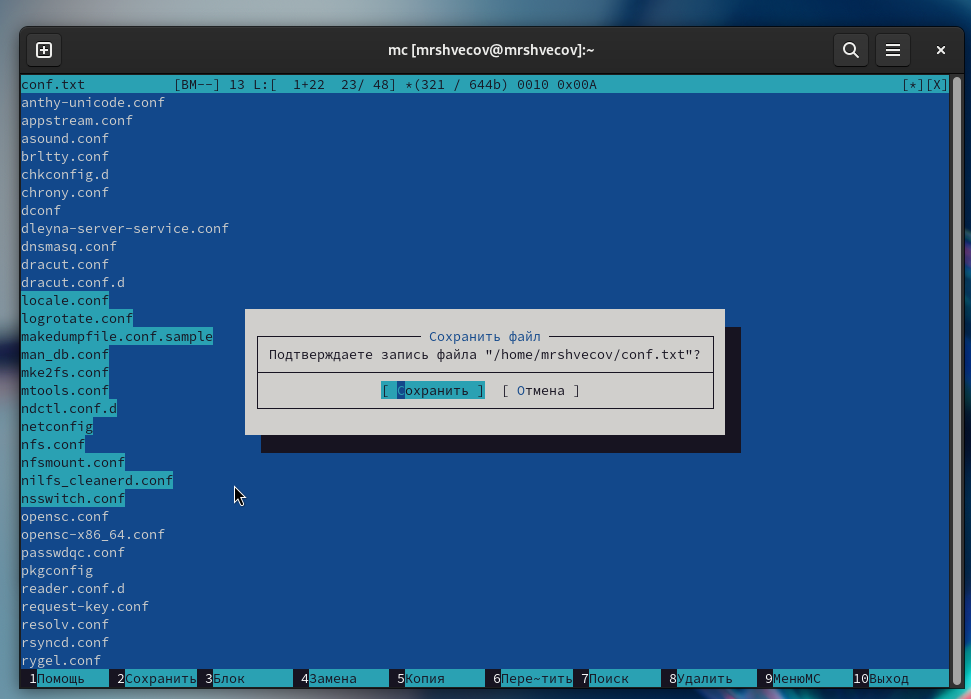 mc [mrshvecov@mrshvecov]:~
conf.txt [BM--] 13 L:[ 1+22 23/ 48] *(321 / 644b) 0010 0x00A [*][X]
anthy-unicode.conf
appstream.conf
asound.conf
brltty.conf
chkconfig.d
chrony.conf
dconf
dleyna-server-service.conf
dnsmasq.conf
dracut.conf
dracut.conf.d
locale.conf
logrotate.conf
makedumpfile.conf.sample
man_db.conf
mke2fs.conf
mtools.conf
ndctl.conf.d
netconfig
nfs.conf
nfsmount.conf
nilfs_cleanerd.conf
nsswitch.conf
opensc.conf
opensc-x86_64.conf
passwdqc.conf
pkgconfig
reader.conf.d
request-key.conf
resolv.conf
rsyncd.conf
rygel.conf
Сохранить файл
Подтверждаете запись файла "/home/mrshvecov/conf.txt"?
[ Сохранить ] [ Отмена ]
1Помощь 2Сохранить 3Блок 4Замена 5Копия 6Пере~тить 7Поиск 8Удалить 9МенюMC 10Выход